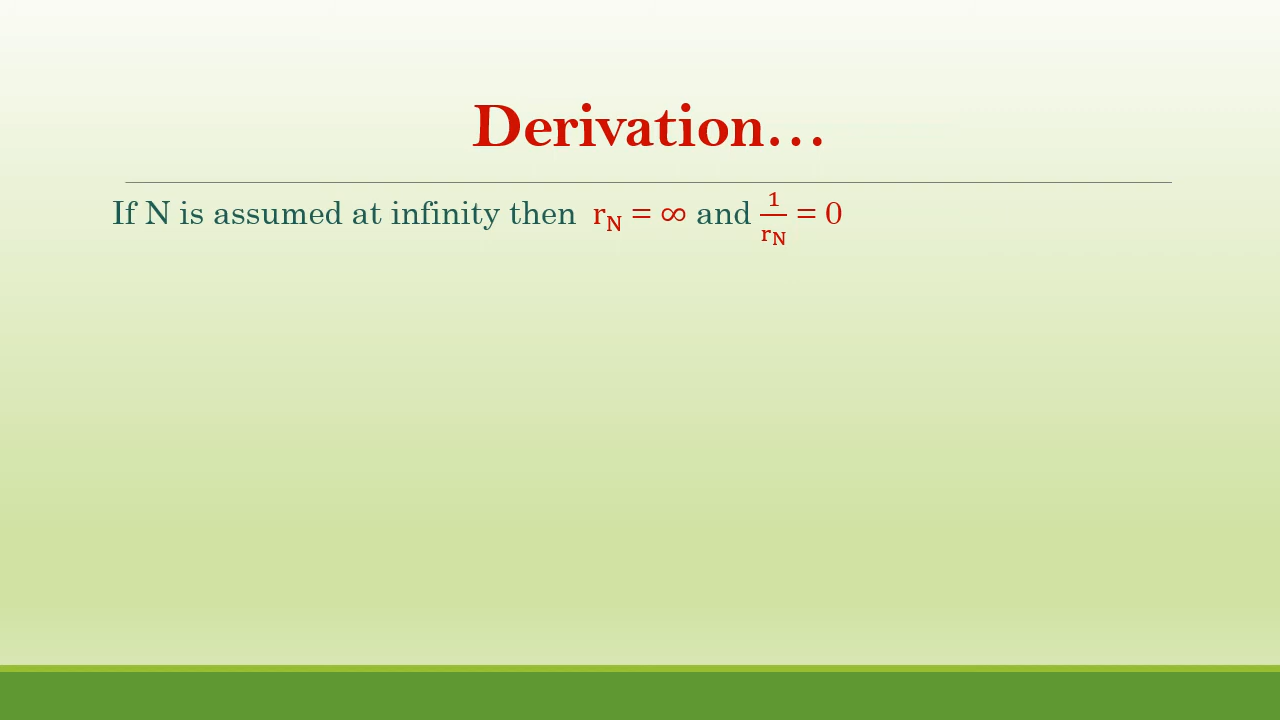 Derivation…
If N is assumed at infinity then r_N = ∞ and 1/r_N = 0